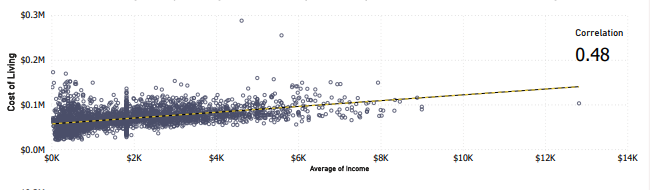 $0.3M
Correlation
0.48
$0.2M
Cost of Living
$0.1M
$0.0M
$0K $2K $4K $6K $8K $10K $12K $14K
Average of Income